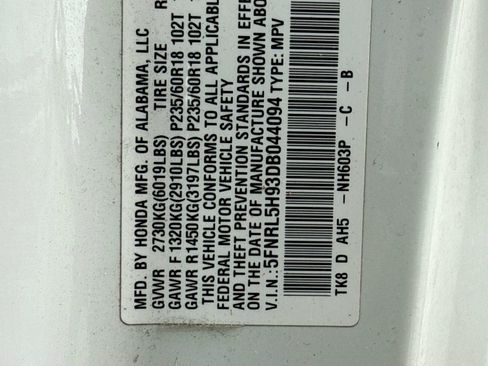 MFD. BY HONDA MFG. OF ALABAMA, LLC
GVWR 2730KG(6019LBS) TIRE SIZE R
GAWR F 1320KG(2910LBS) P235/60R18 102T
GAWR R 1450KG(3197LBS) P235/60R18 102T
THIS VEHICLE CONFORMS TO ALL APPLICABLE
FEDERAL MOTOR VEHICLE SAFETY
AND THEFT PREVENTION STANDARDS IN EFFE
ON THE DATE OF MANUFACTURE SHOWN ABO
V.I.N.:5FNRL5H93DB044094 TYPE: MPV
TK8 D AH5 - NH603P - C - B